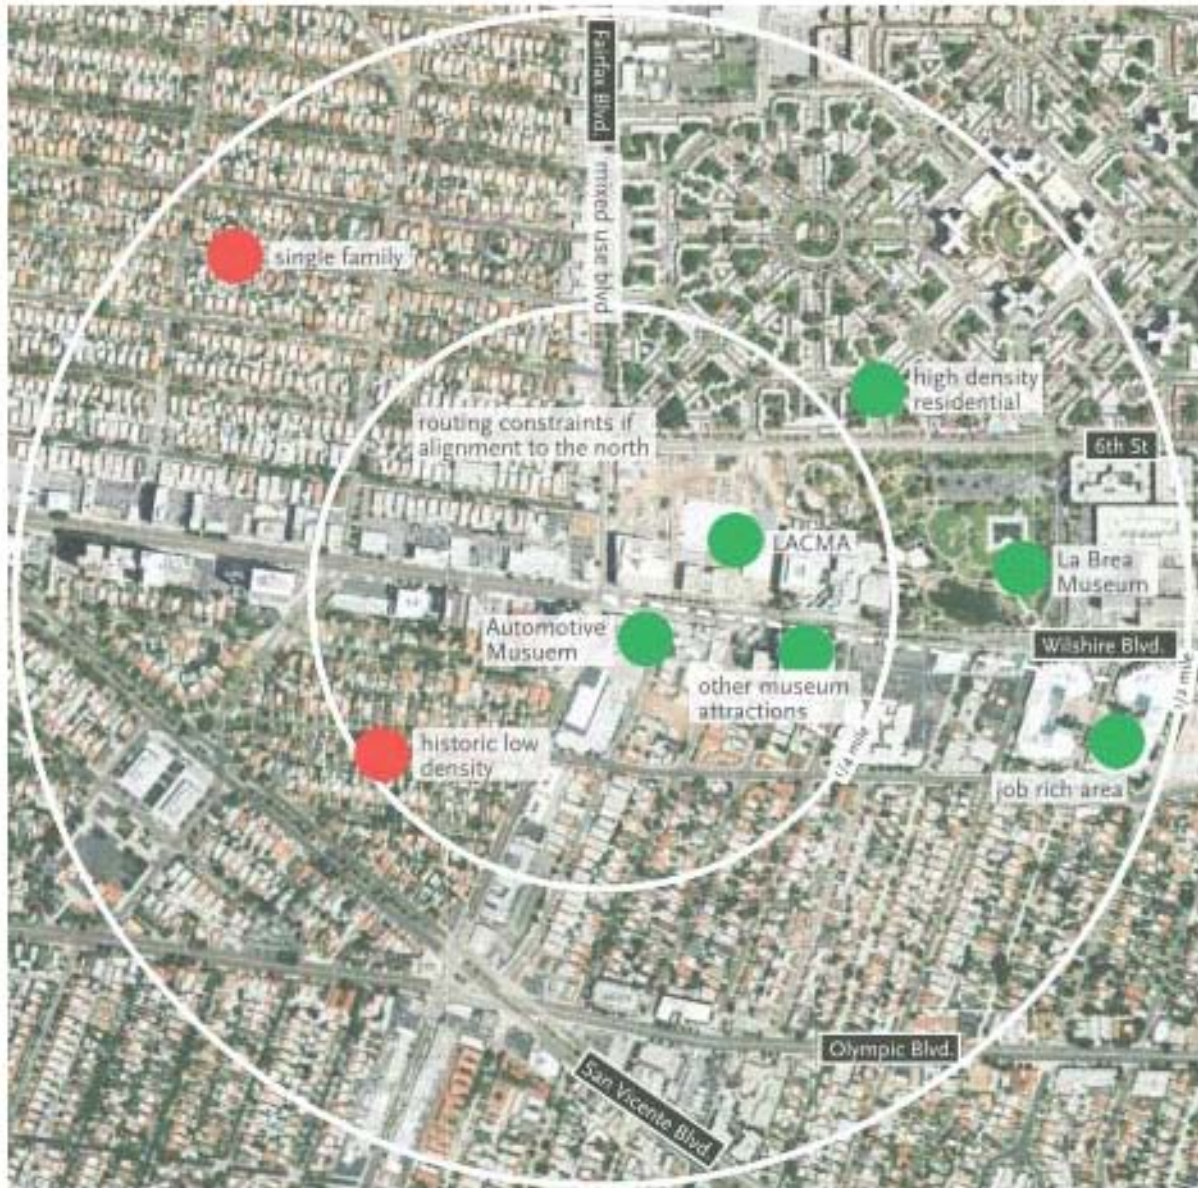 Fairfax Blvd.
mixed use blvd
single family
high density
residential
routing constraints if
alignment to the north
6th St
LACMA
La Brea
Museum
Automotive
Musuem
Wilshire Blvd.
other museum
attractions
1/2 mile
historic low
density
1/4 mile
job rich area
Olympic Blvd.
San Vicente Blvd.